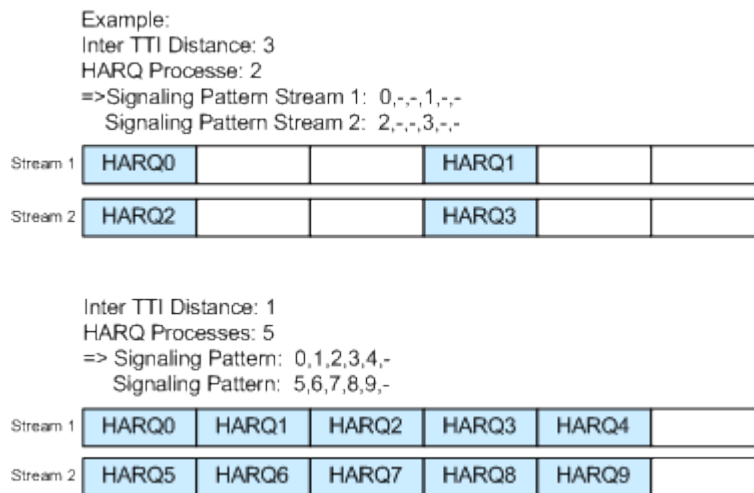 Example:
Inter TTI Distance: 3
HARQ Processe: 2
=>Signaling Pattern Stream 1: 0,-,-,1,-,-
Signaling Pattern Stream 2: 2,-,-,3,-,-
Stream 1 HARQ0 HARQ1
Stream 2 HARQ2 HARQ3
Inter TTI Distance: 1
HARQ Processes: 5
=> Signaling Pattern: 0,1,2,3,4,-
Signaling Pattern: 5,6,7,8,9,-
Stream 1 HARQ0 HARQ1 HARQ2 HARQ3 HARQ4
Stream 2 HARQ5 HARQ6 HARQ7 HARQ8 HARQ9